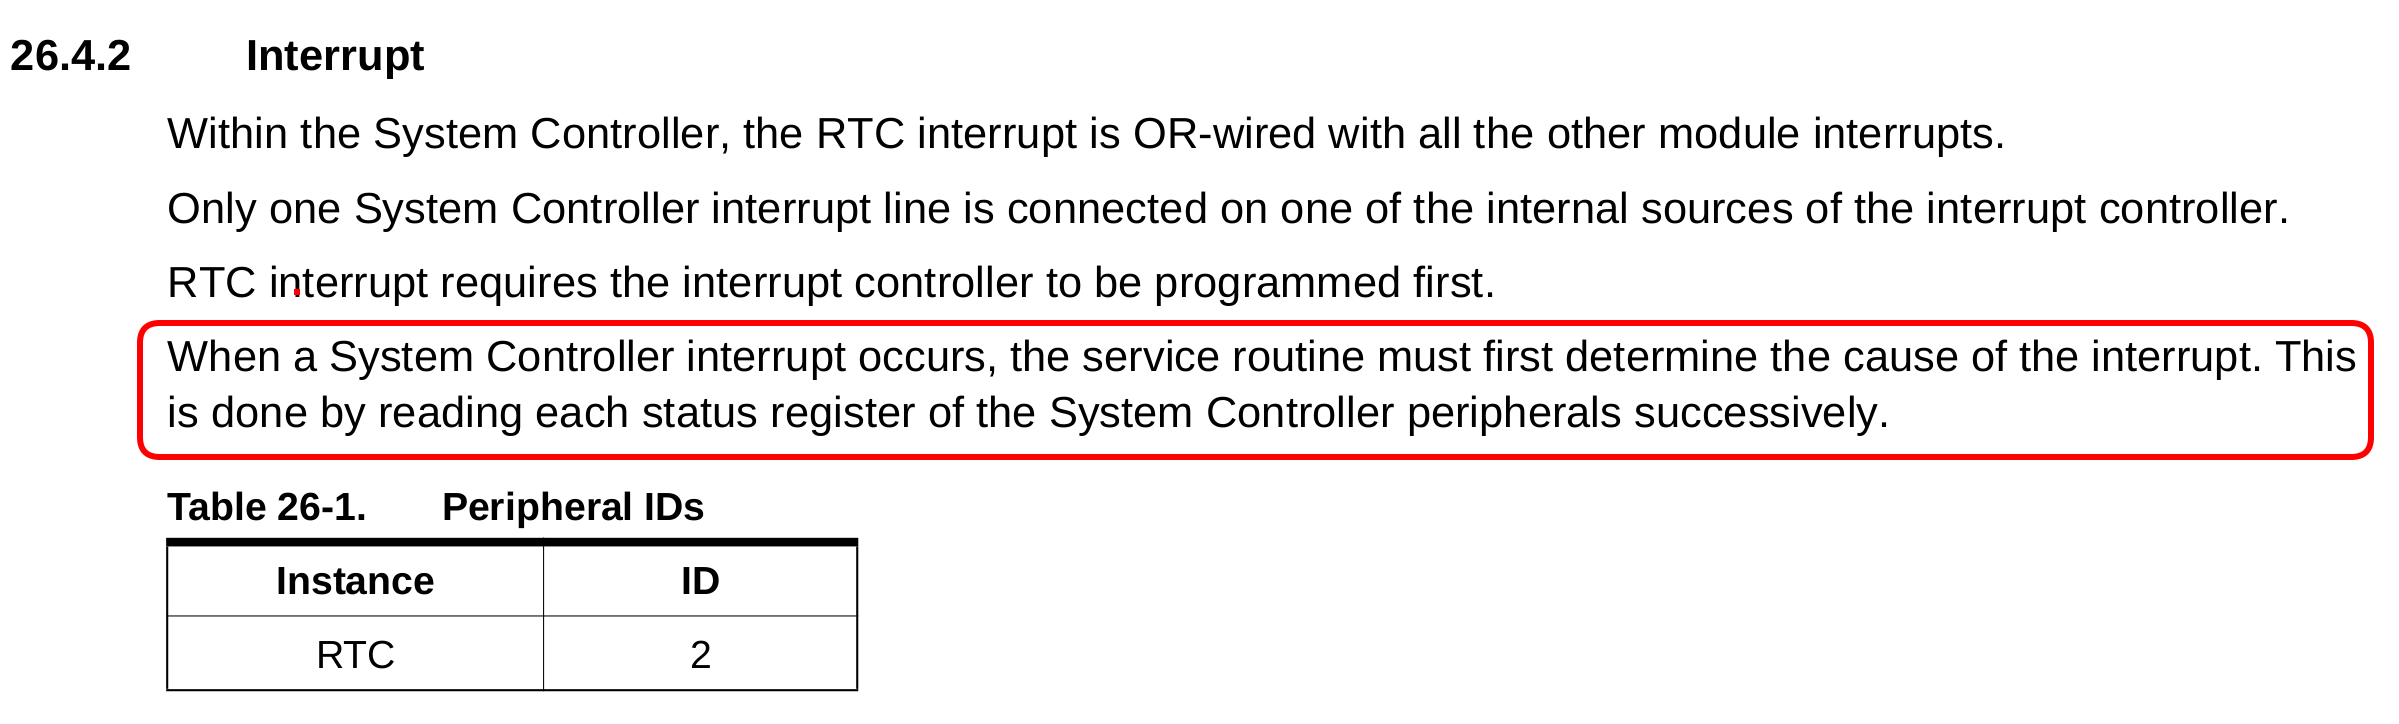 26.4.2 Interrupt
Within the System Controller, the RTC interrupt is OR-wired with all the other module interrupts.
Only one System Controller interrupt line is connected on one of the internal sources of the interrupt controller.
RTC interrupt requires the interrupt controller to be programmed first.
When a System Controller interrupt occurs, the service routine must first determine the cause of the interrupt. This
is done by reading each status register of the System Controller peripherals successively.
Table 26-1. Peripheral IDs
Instance ID
RTC 2